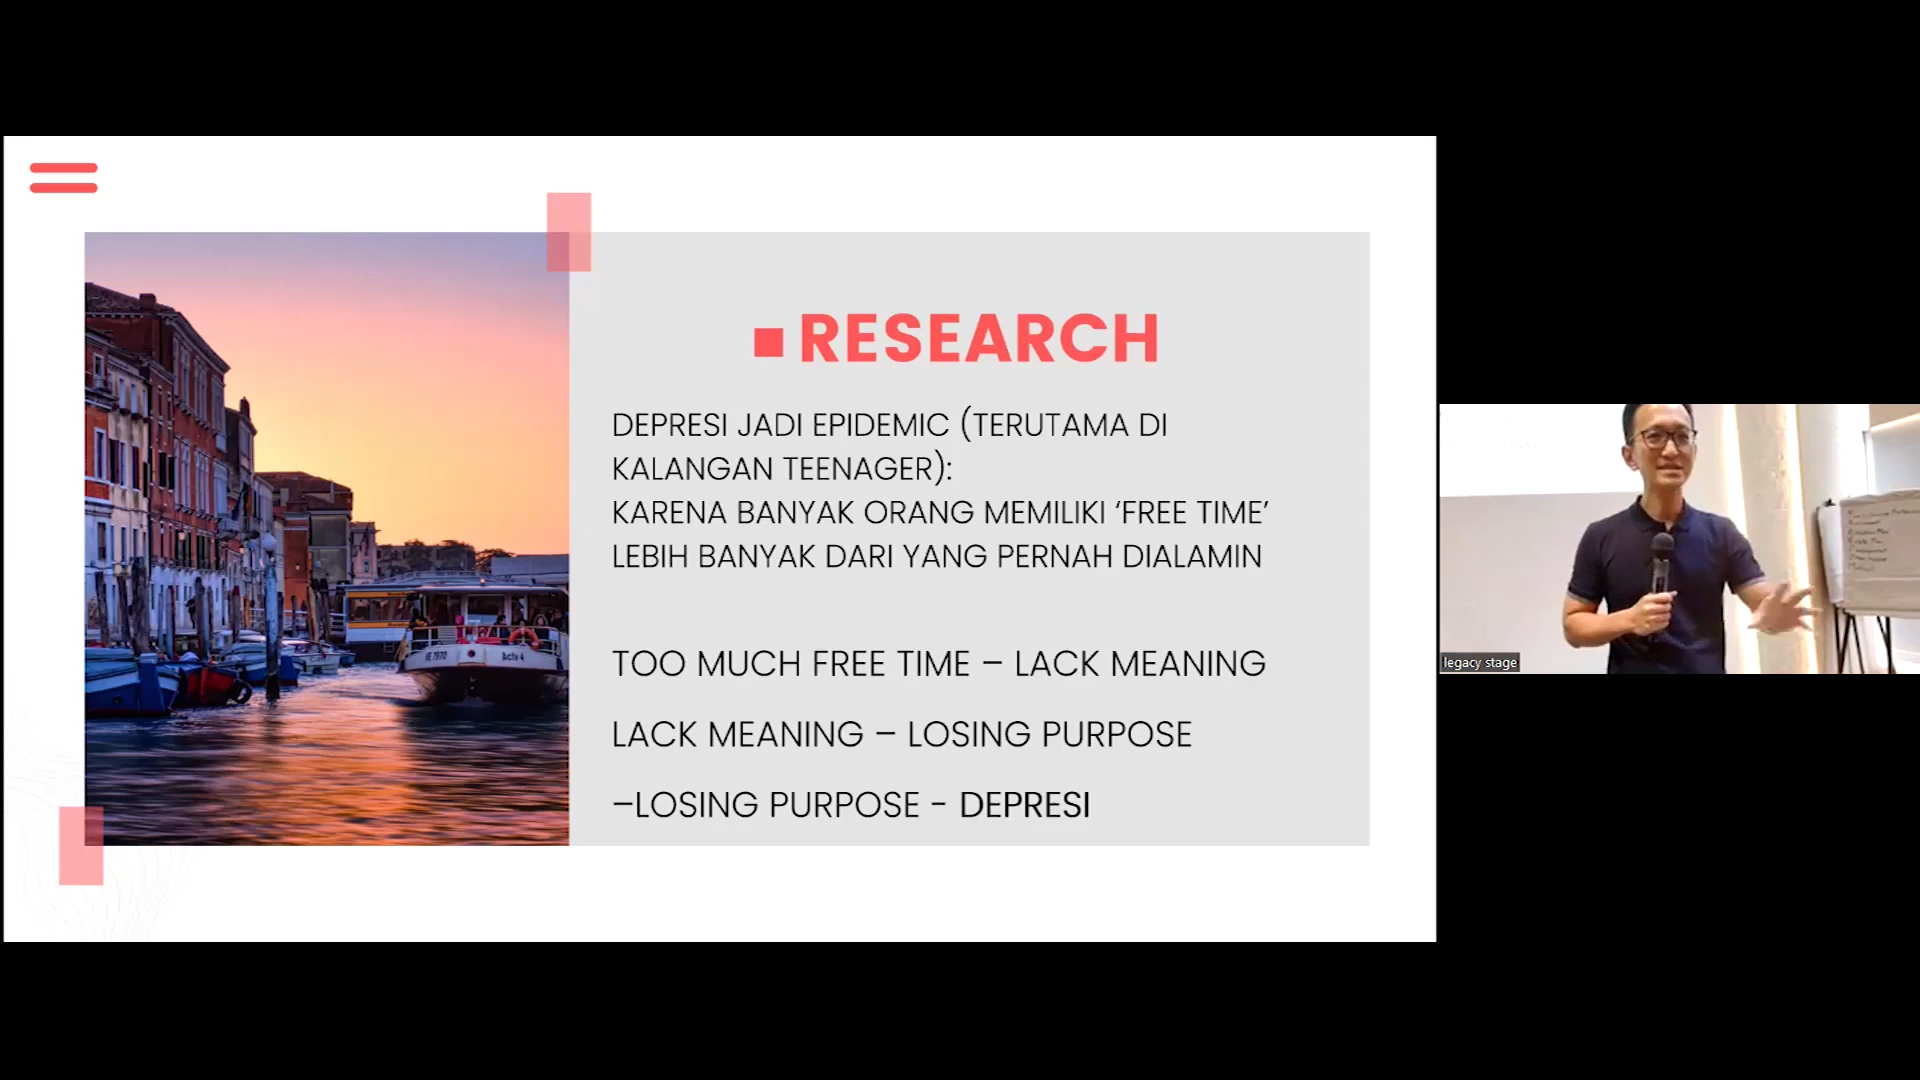 RESEARCH
DEPRESI JADI EPIDEMIC (TERUTAMA DI
KALANGAN TEENAGER):
KARENA BANYAK ORANG MEMILIKI ‘FREE TIME’
LEBIH BANYAK DARI YANG PERNAH DIALAMIN
TOO MUCH FREE TIME – LACK MEANING
LACK MEANING – LOSING PURPOSE
–LOSING PURPOSE - DEPRESI
legacy stage